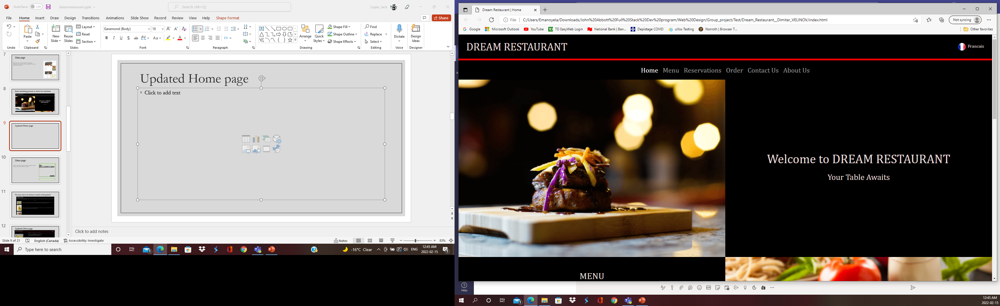 AutoSave Off dreamrestaurant.pptx Search (Alt+Q) Lopes, Jack
File Home Insert Draw Design Transitions Animations Slide Show Record Review View Help Shape Format Share
Undo
Paste
Clipboard
New Slide
Reuse Slides
Layout
Reset
Section
Slides
Garamond (Body) 18
B I U S ab AV Aa A
Font
Paragraph
Arrange
Quick Styles
Shape Fill
Shape Outline
Shape Effects
Drawing
Find
Replace
Select
Editing
Dictate
Voice
Design Ideas
Designer
7
Main page
8
9
Updated Home page
10
Menu page
11
12
Updated Menu page
Updated Home page
Click to add text
Click to add notes
Slide 9 of 21 English (Canada) Accessibility: Investigate Notes 83%
Type here to search
-16°C Clear ENG
12:45 AM
2022-02-15
5
Dream Restaurant | Home
File C:/Users/Emanoyela/Downloads/John%20Abbott%20Full%20Stack%20Dev%20program/Web%20Design/Group_project/Test/Dream_Restaurant__Dimitar_VELINOV/index.html
Not syncing
Google Microsoft Outlook YouTube TD EasyWeb Login National Bank | Ban... Depistage COVID uVox Testing Norroth | Browser T... Other favorites
DREAM RESTAURANT
Francais
Home Menu Reservations Order Contact Us About Us
Welcome to DREAM RESTAURANT
Your Table Awaits
MENU
Help
12:45 AM
2022-02-15